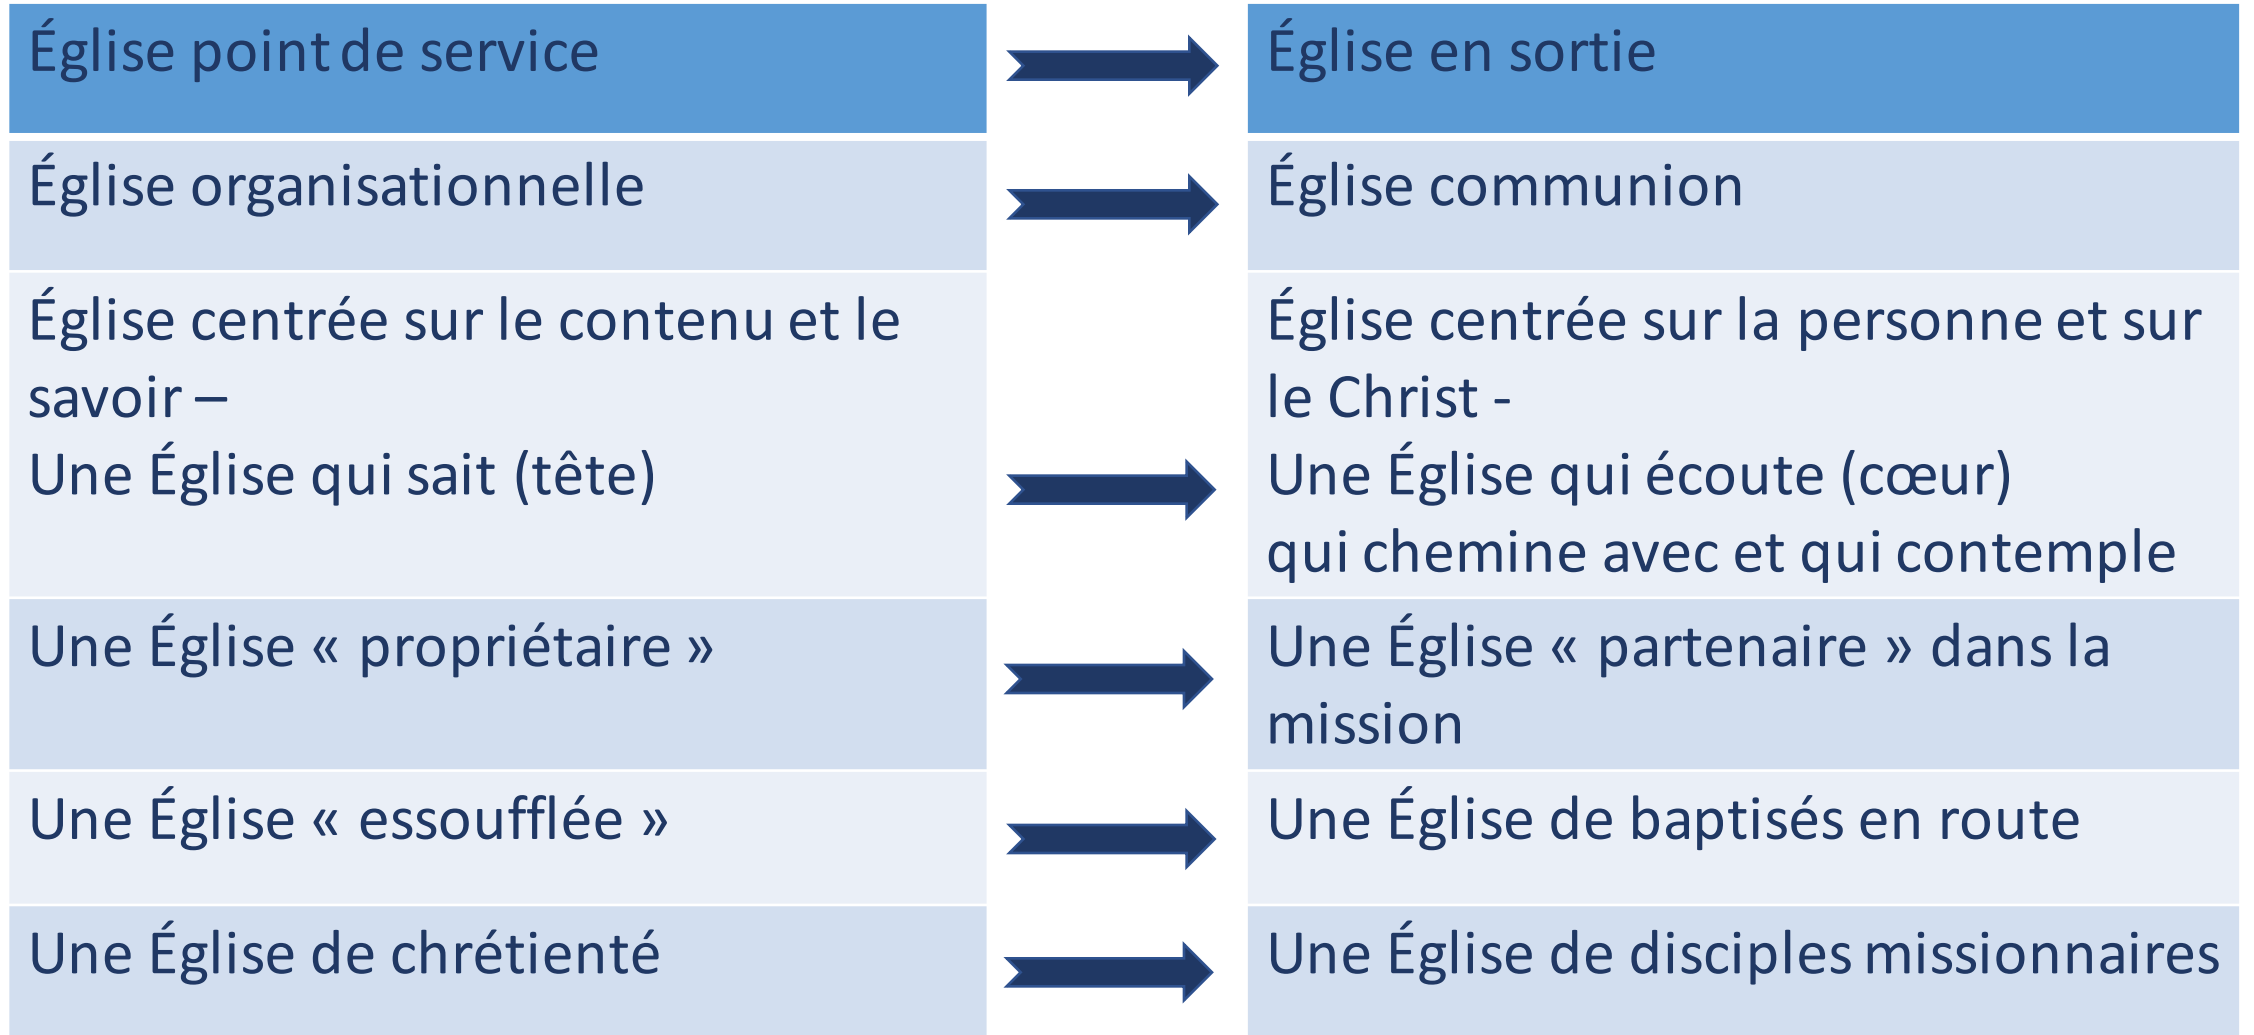 Église point de service
Église en sortie
Église organisationnelle
Église communion
Église centrée sur le contenu et le
savoir –
Une Église qui sait (tête)
Église centrée sur la personne et sur
le Christ -
Une Église qui écoute (cœur)
qui chemine avec et qui contemple
Une Église « propriétaire »
Une Église « partenaire » dans la
mission
Une Église « essoufflée »
Une Église de baptisés en route
Une Église de chrétienté
Une Église de disciples missionnaires